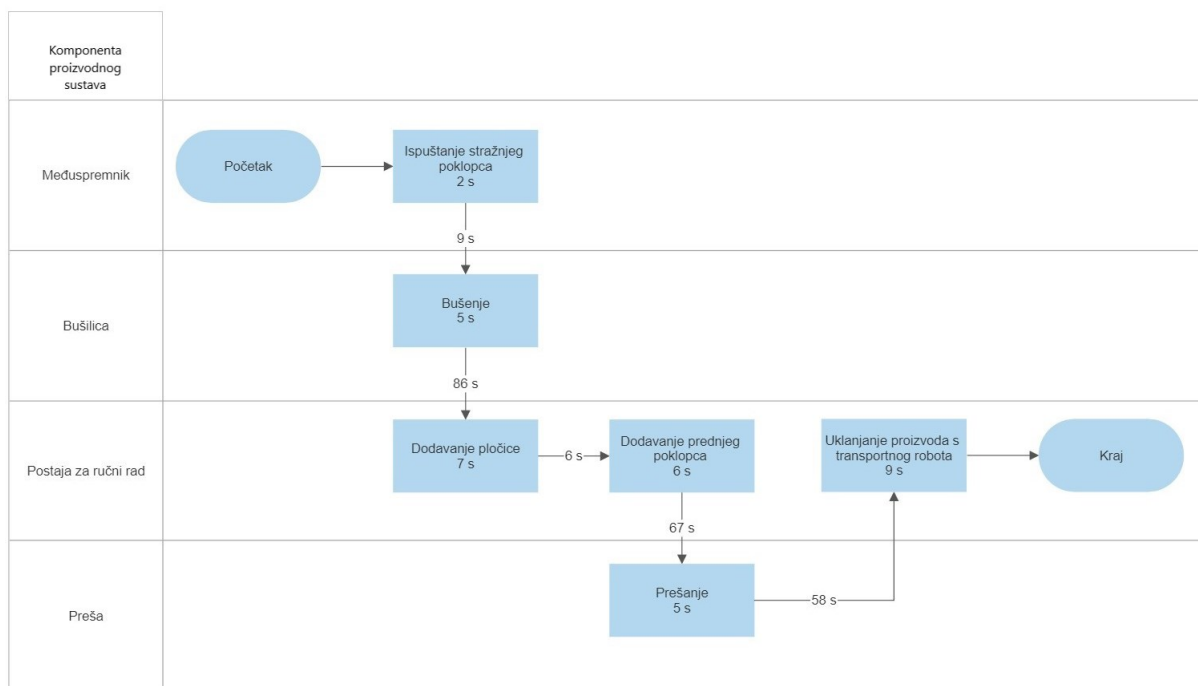 Komponenta
proizvodnog
sustava
Međuspremnik
Početak
Ispuštanje stražnjeg
poklopca
2 s
9 s
Bušilica
Bušenje
5 s
86 s
Postaja za ručni rad
Dodavanje pločice
7 s
6 s
Dodavanje prednjeg
poklopca
6 s
Uklanjanje proizvoda s
transportnog robota
9 s
Kraj
67 s
Preša
Prešanje
5 s
58 s